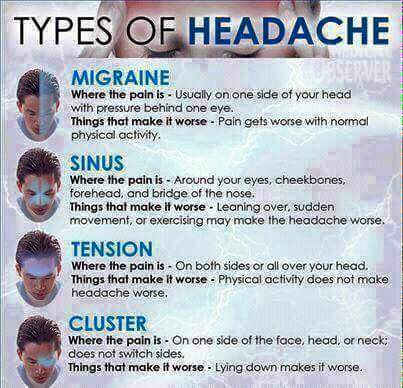 TYPES OF HEADACHE
OBSERVER
MIGRAINE
Where the pain is - Usually on one side of your head
with pressure behind one eye.
Things that make it worse - Pain gets worse with normal
physical activity.
SINUS
Where the pain is - Around your eyes, cheekbones,
forehead, and bridge of the nose.
Things that make it worse - Leaning over, sudden
movement, or exercising may make the headache worse.
TENSION
Where the pain is - On both sides or all over your head.
Things that make it worse - Physical activity does not make
headache worse.
CLUSTER
Where the pain is - On one side of the face, head, or neck;
does not switch sides.
Things that make it worse - Lying down makes it worse.